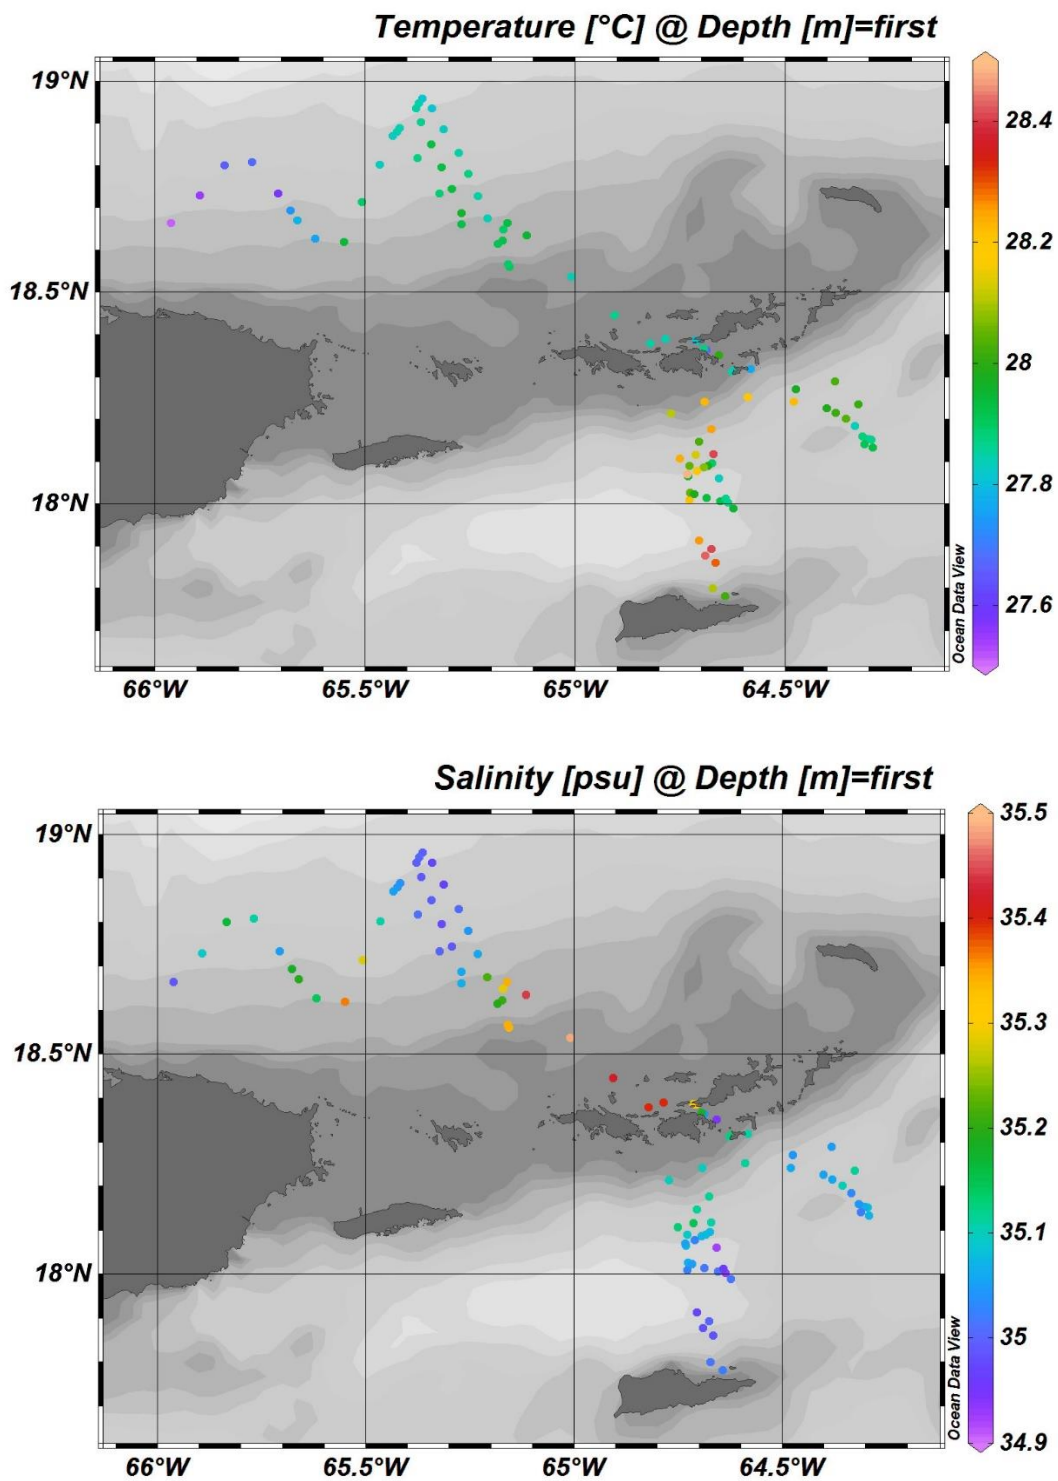 Temperature [°C] @ Depth [m]=first
19°N
18.5°N
18°N
66°W 65.5°W 65°W 64.5°W
Ocean Data View
28.4
28.2
28
27.8
27.6
Salinity [psu] @ Depth [m]=first
19°N
18.5°N
18°N
66°W 65.5°W 65°W 64.5°W
Ocean Data View
35.5
35.4
35.3
35.2
35.1
35
34.9